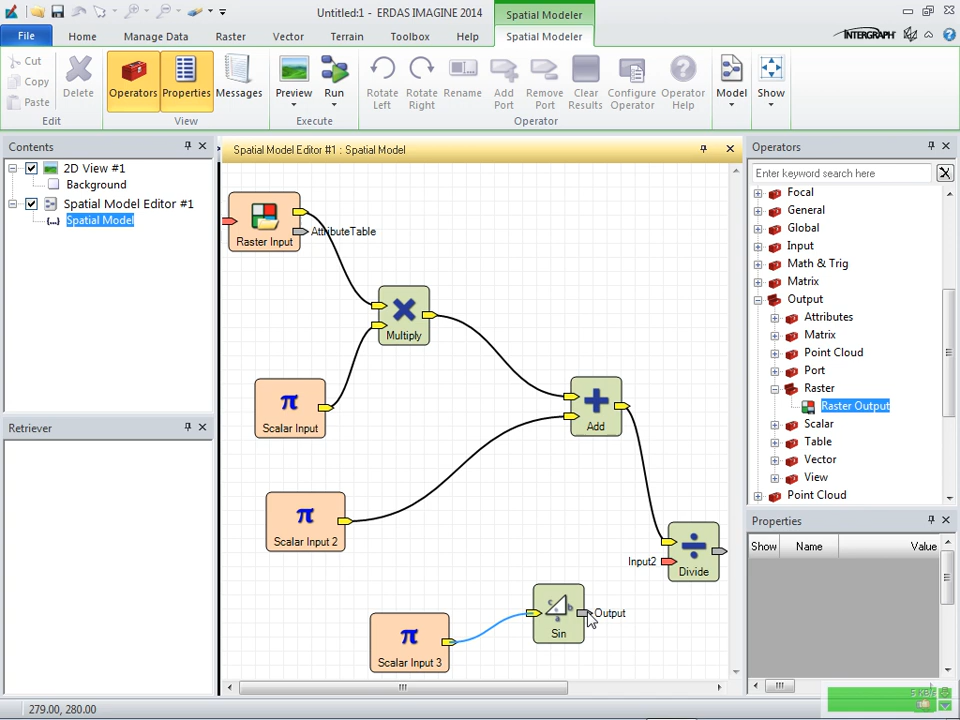 Untitled:1 - ERDAS IMAGINE 2014
Spatial Modeler
File
Home
Manage Data
Raster
Vector
Terrain
Toolbox
Help
Spatial Modeler
INTERGRAPH
Cut
Copy
Paste
Delete
Operators
Properties
Messages
Preview
Run
Rotate Left
Rotate Right
Rename
Add Port
Remove Port
Clear Results
Configure Operator
Operator Help
Model
Show
Edit
View
Execute
Operator
Contents
2D View #1
Background
Spatial Model Editor #1
(...) Spatial Model
Retriever
Spatial Model Editor #1 : Spatial Model
Raster Input
AttributeTable
Multiply
π
Scalar Input
Add
π
Scalar Input 2
Input2
Divide
a
b
c
Output
Sin
π
Scalar Input 3
Operators
Enter keyword search here
Focal
General
Global
Input
Math & Trig
Matrix
Output
Attributes
Matrix
Point Cloud
Port
Raster
Raster Output
Scalar
Table
Vector
View
Point Cloud
Properties
Show
Name
Value
279.00, 280.00
5 KB/s